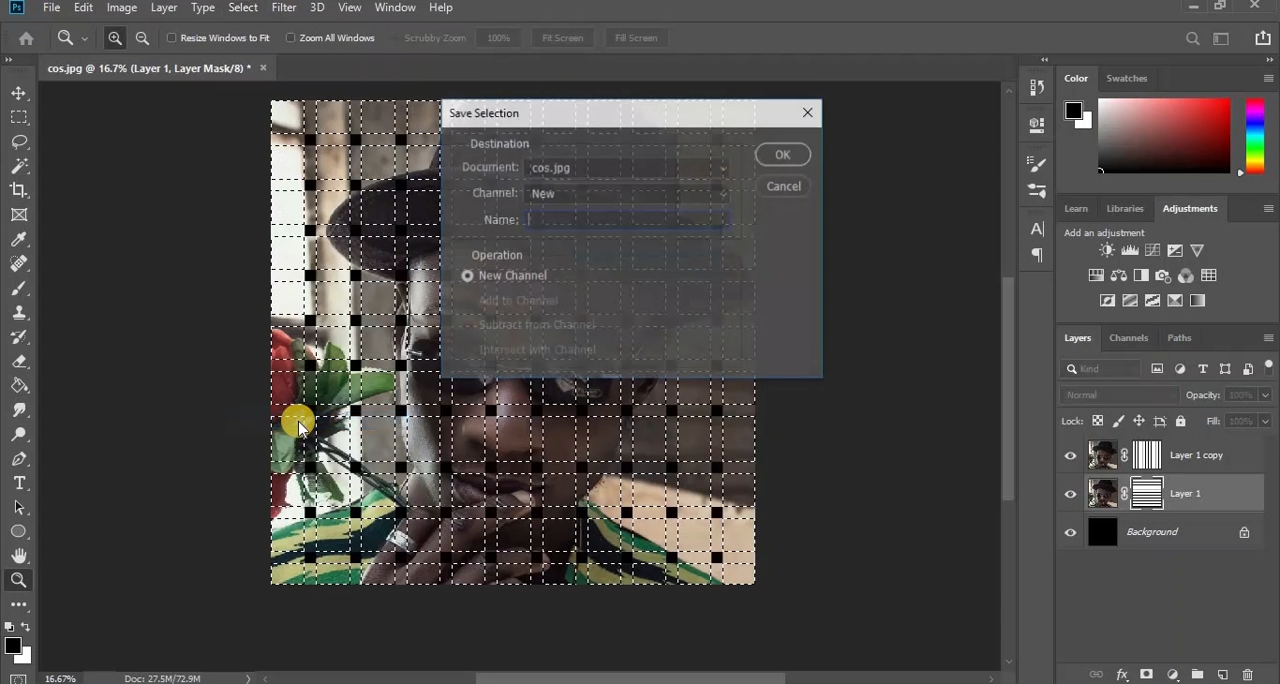 Ps File Edit Image Layer Type Select Filter 3D View Window Help
Resize Windows to Fit Zoom All Windows Scrubby Zoom 100% Fit Screen Fill Screen
cos.jpg @ 16.7% (Layer 1, Layer Mask/8) *
Color Swatches
Save Selection
Destination
Document: cos.jpg
OK
Channel: New
Cancel
Name:
Operation
New Channel
Add to Channel
Subtract from Channel
Intersect with Channel
Learn Libraries Adjustments
Add an adjustment
Layers Channels Paths
Kind
Normal Opacity: 100%
Lock: Fill: 100%
Layer 1 copy
Layer 1
Background
fx
16.67% Doc: 27.5M/72.9M